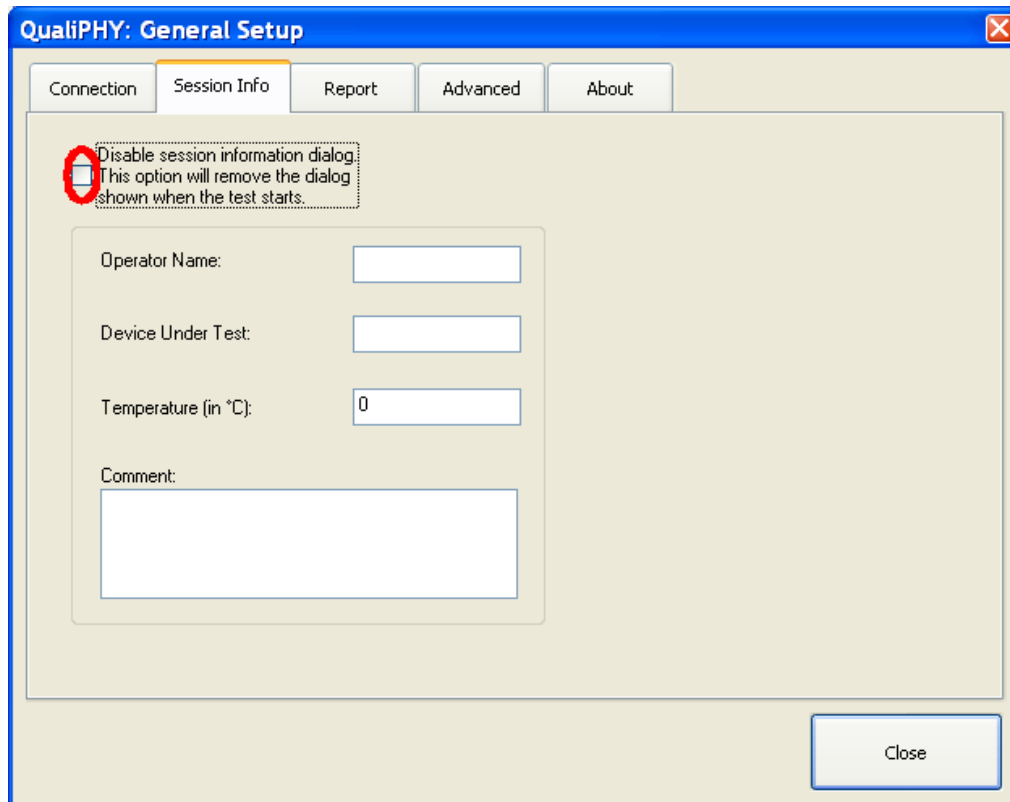 QualiPHY: General Setup
Connection
Session Info
Report
Advanced
About
Disable session information dialog.
This option will remove the dialog
shown when the test starts.
Operator Name:
Device Under Test:
Temperature (in °C):
0
Comment:
Close